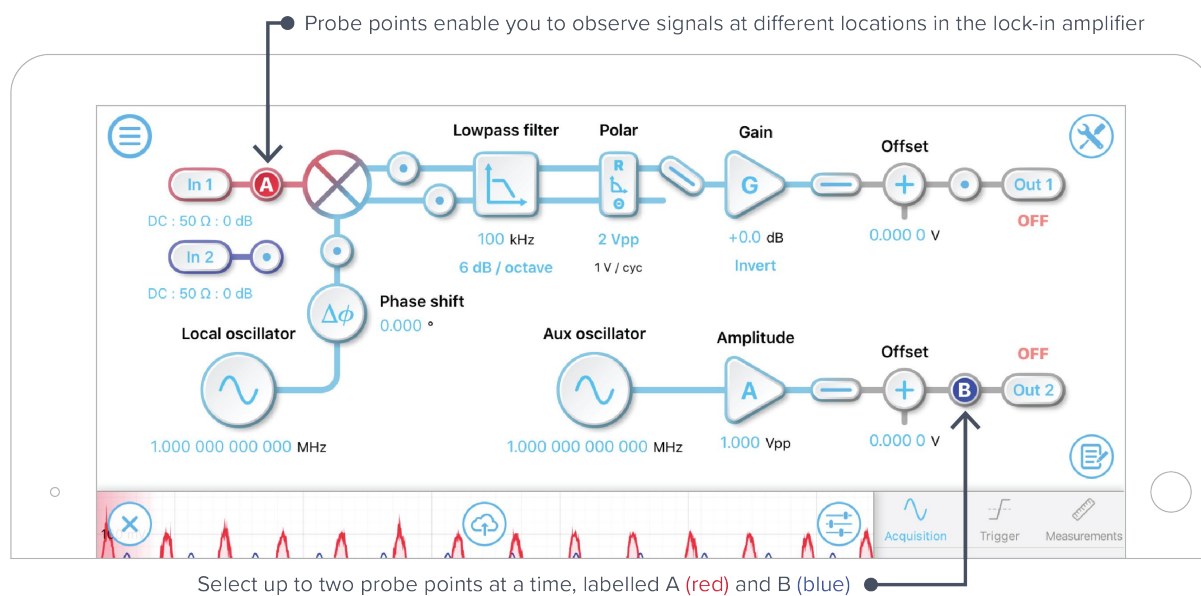 Probe points enable you to observe signals at different locations in the lock-in amplifier
Lowpass filter
Polar
Gain
Offset
In 1
A
R
Θ
G
Out 1
DC : 50 Ω : 0 dB
OFF
100 kHz
2 Vpp
+0.0 dB
0.000 0 V
6 dB / octave
1 V / cyc
Invert
In 2
DC : 50 Ω : 0 dB
Δϕ
Phase shift
0.000 °
Local oscillator
Aux oscillator
Amplitude
Offset
OFF
A
B
Out 2
1.000 000 000 000 MHz
1.000 000 000 000 MHz
1.000 Vpp
0.000 0 V
Acquisition
Trigger
Measurements
Select up to two probe points at a time, labelled A (red) and B (blue)